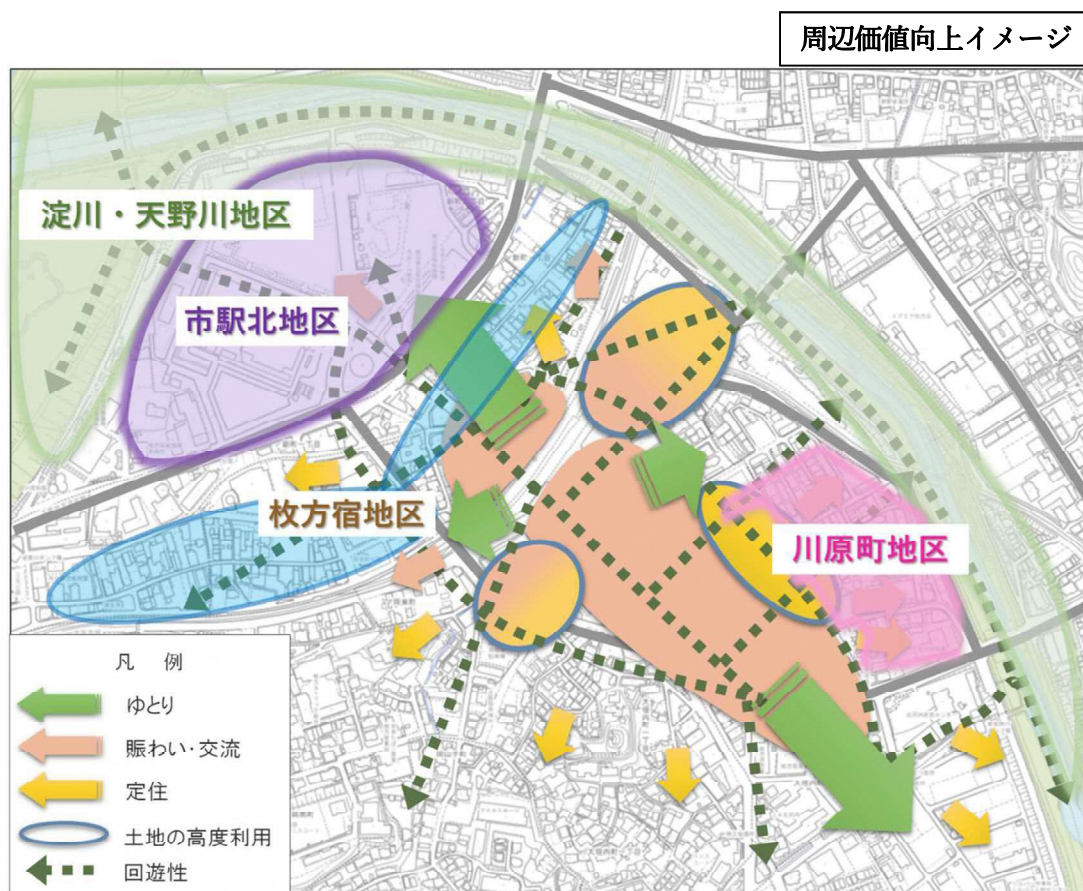 周辺価値向上イメージ
淀川・天野川地区
市駅北地区
枚方宿地区
川原町地区
凡 例
ゆとり
賑わい・交流
定住
土地の高度利用
回遊性